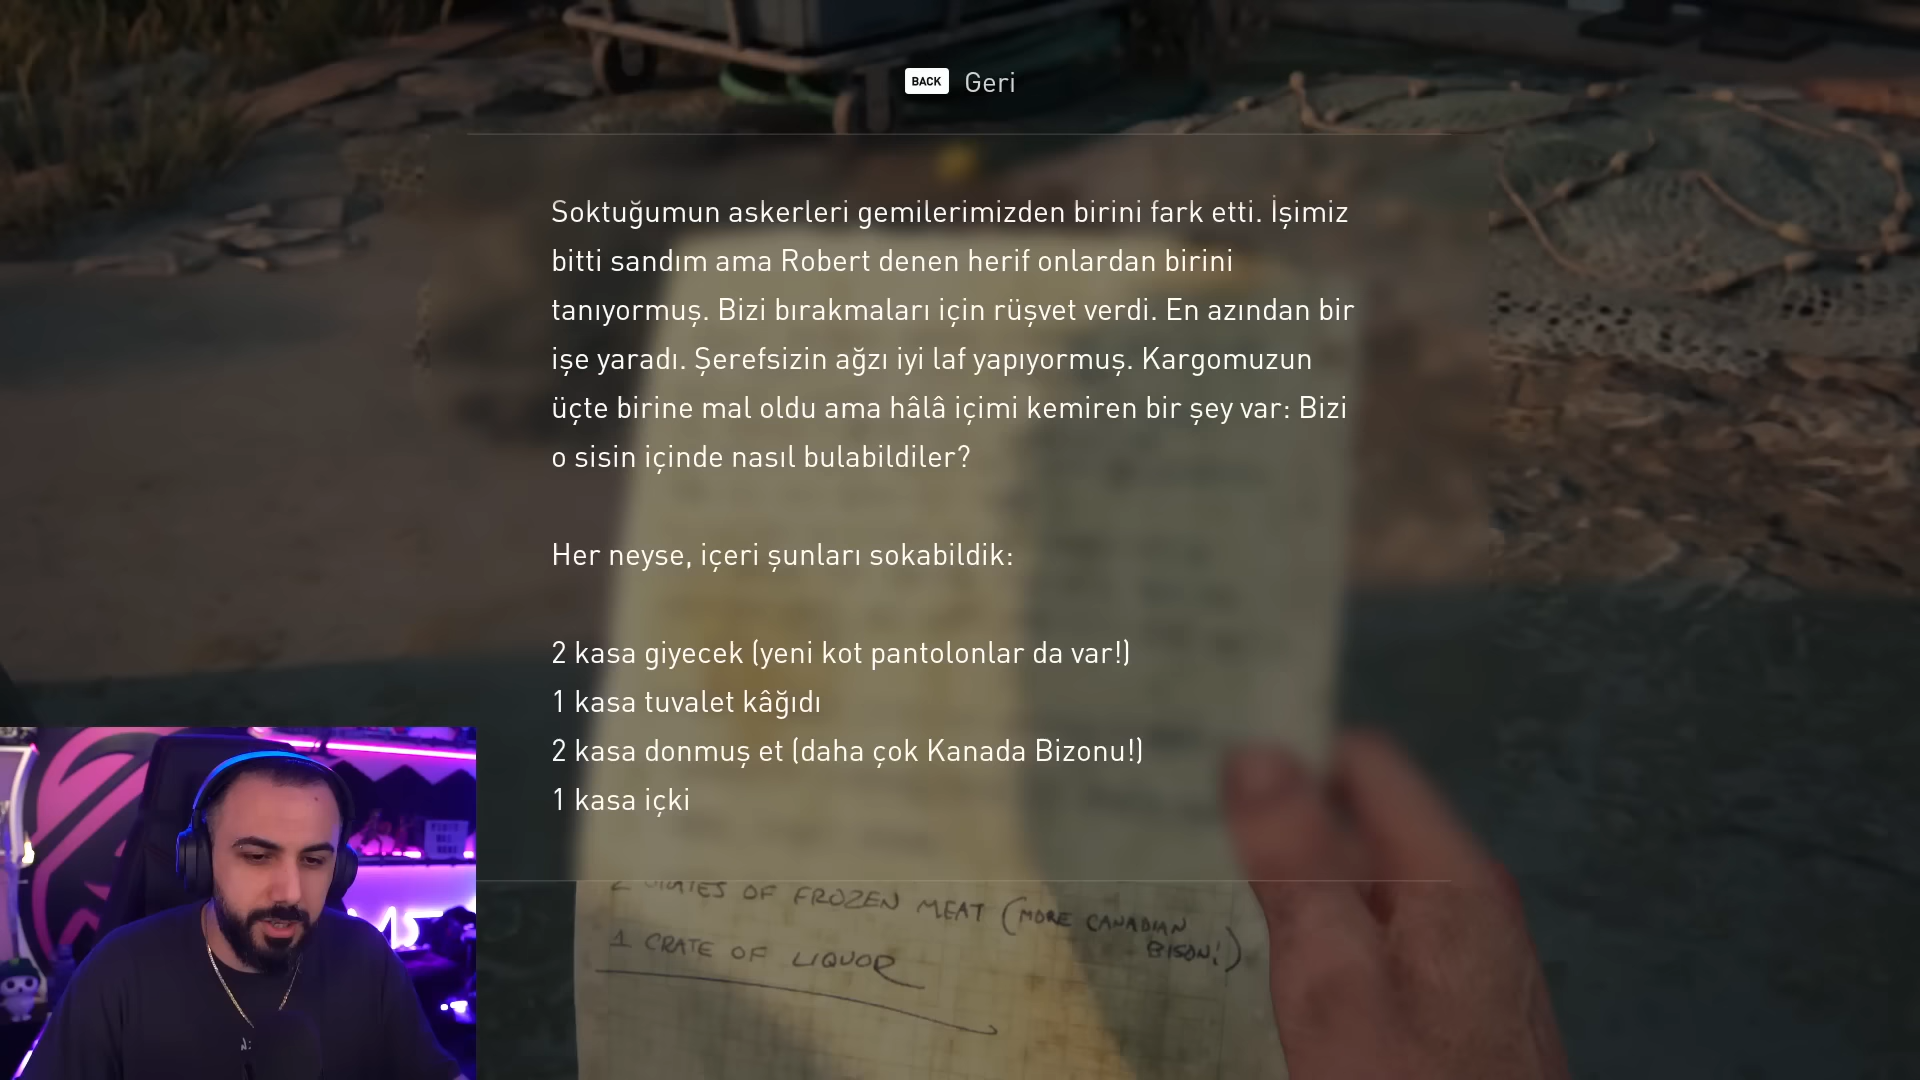 BACK Geri
Soktuğumun askerleri gemilerimizden birini fark etti. İşimiz
bitti sandım ama Robert denen herif onlardan birini
tanıyormuş. Bizi bırakmaları için rüşvet verdi. En azından bir
işe yaradı. Şerefsizin ağzı iyi laf yapıyormuş. Kargomuzun
üçte birine mal oldu ama hâlâ içimi kemiren bir şey var: Bizi
o sisin içinde nasıl bulabildiler?
Her neyse, içeri şunları sokabildik:
2 kasa giyecek (yeni kot pantolonlar da var!)
1 kasa tuvalet kâğıdı
2 kasa donmuş et (daha çok Kanada Bizonu!)
1 kasa içki
2 CRATES OF FROZEN MEAT (MORE CANADIAN
BISON!)
1 CRATE OF LIQUOR